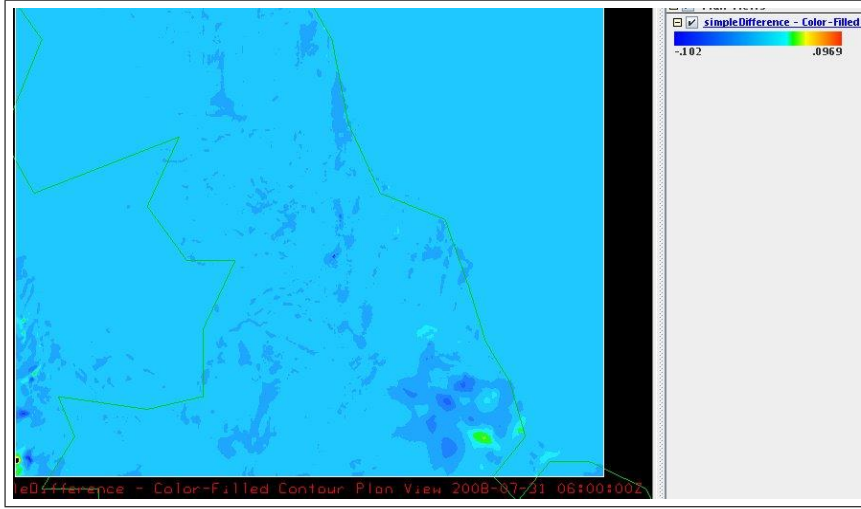 simpleDifference - Color-Filled
-.102 .0969
leDifference - Color-Filled Contour Plan View 2008-07-31 06:00:00Z